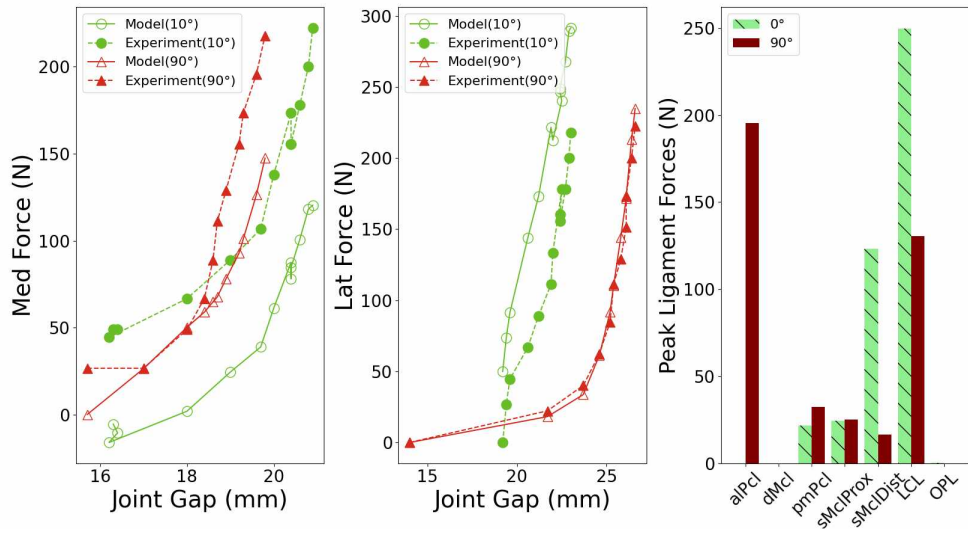 Model(10°)
Experiment(10°)
Model(90°)
Experiment(90°)
Med Force (N)
200
150
100
50
0
16
18
20
Joint Gap (mm)
Model(10°)
Experiment(10°)
Model(90°)
Experiment(90°)
Lat Force (N)
300
250
200
150
100
50
0
15
20
25
Joint Gap (mm)
0°
90°
Peak Ligament Forces (N)
250
200
150
100
50
0
alPcl
dMcl
pmPcl
sMclProx
sMclDist
LCL
OPL